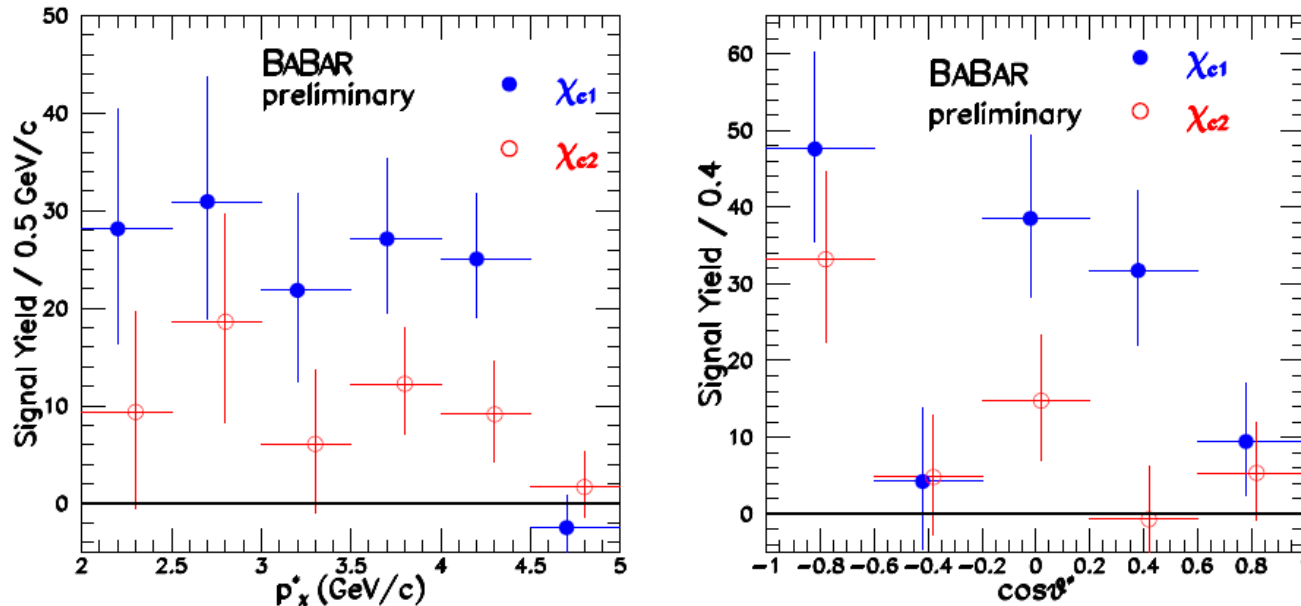 50
40
30
20
10
0
Signal Yield / 0.5 GeV/c
BABAR
preliminary
χc1
χc2
2 2.5 3 3.5 4 4.5 5
p*χ (GeV/c)
60
50
40
30
20
10
0
Signal Yield / 0.4
BABAR
preliminary
χc1
χc2
-1 -0.8 -0.6 -0.4 -0.2 0 0.2 0.4 0.6 0.8 1
cosϑ*